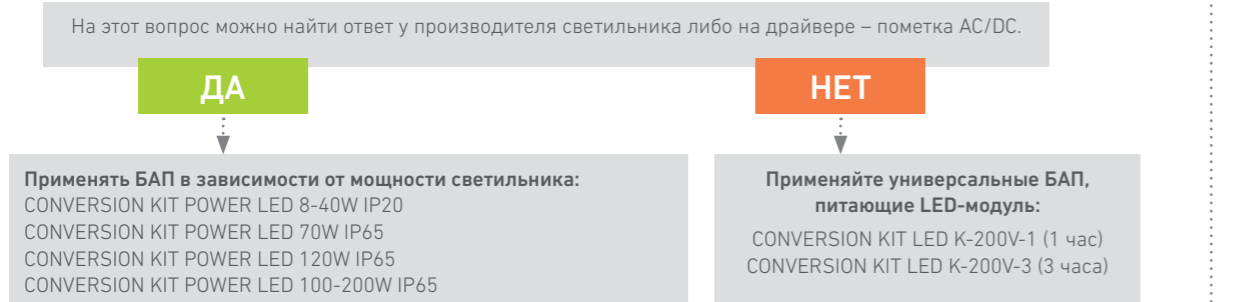 На этот вопрос можно найти ответ у производителя светильника либо на драйвере – пометка AC/DC.
ДА
НЕТ
Применять БАП в зависимости от мощности светильника:
CONVERSION KIT POWER LED 8-40W IP20
CONVERSION KIT POWER LED 70W IP65
CONVERSION KIT POWER LED 120W IP65
CONVERSION KIT POWER LED 100-200W IP65
Применяйте универсальные БАП,
питающие LED-модуль:
CONVERSION KIT LED K-200V-1 (1 час)
CONVERSION KIT LED K-200V-3 (3 часа)